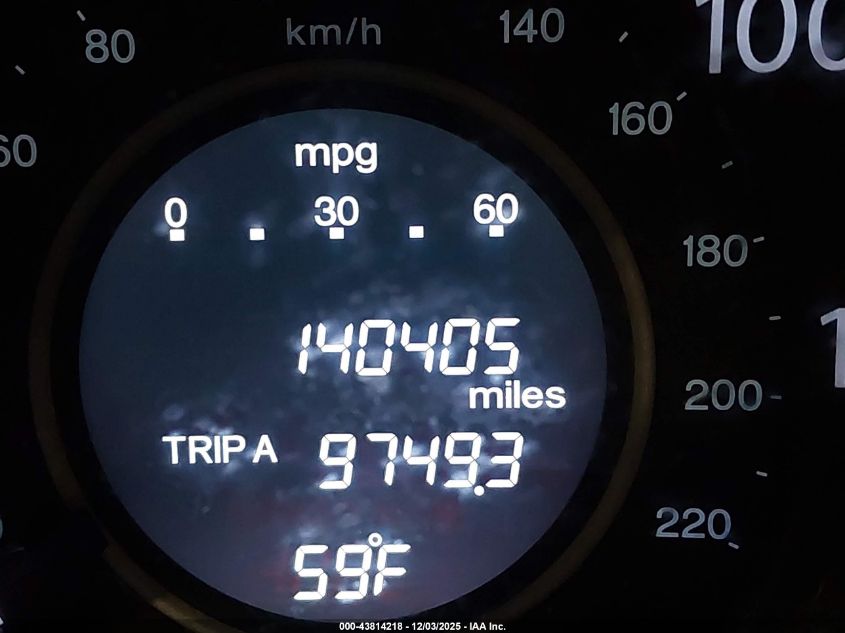 80 km/h 140
100
60 160
mpg
0 30 60
180
140405
miles
200
TRIP A 9749.3
220
59°F
000-43814218 - 12/03/2025 - IAA Inc.